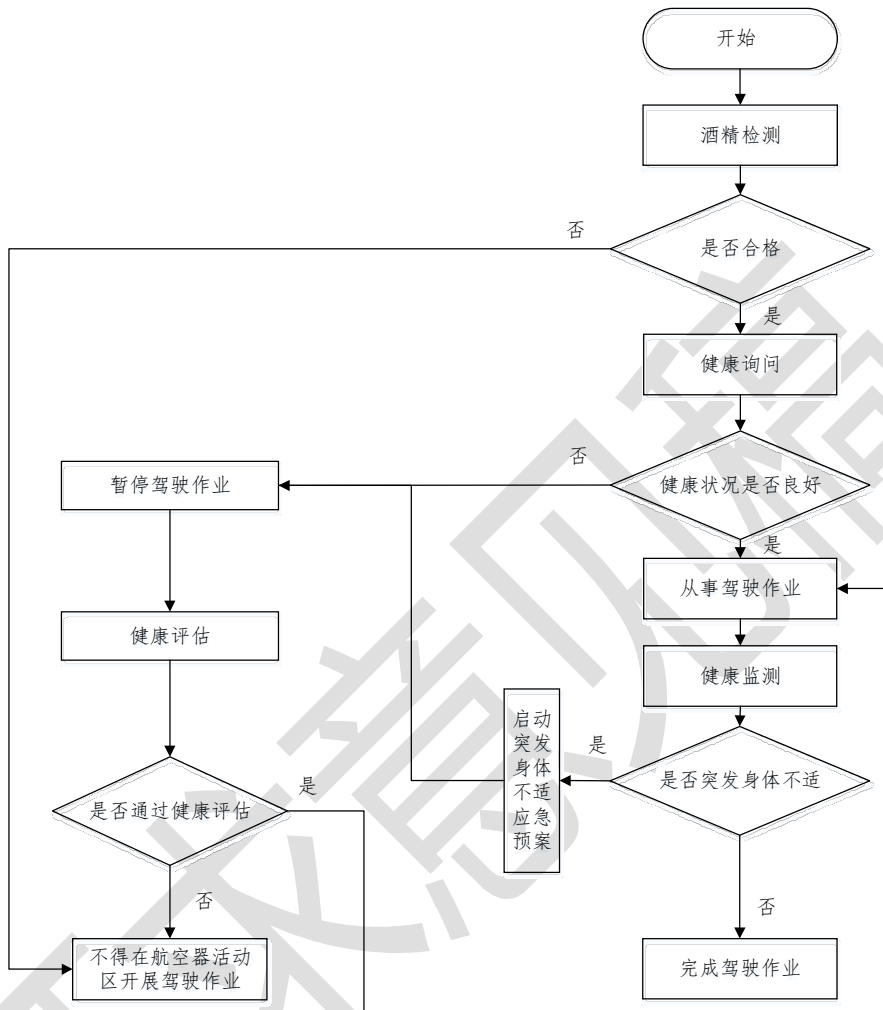 开始
酒精检测
否
是否合格
是
健康询问
否
暂停驾驶作业
健康状况是否良好
是
从事驾驶作业
健康评估
健康监测
启动
突发
身体
不适
应急
预案
是
是否突发身体不适
是否通过健康评估
是
否
否
不得在航空器活动
区开展驾驶作业
完成驾驶作业
求意见稿